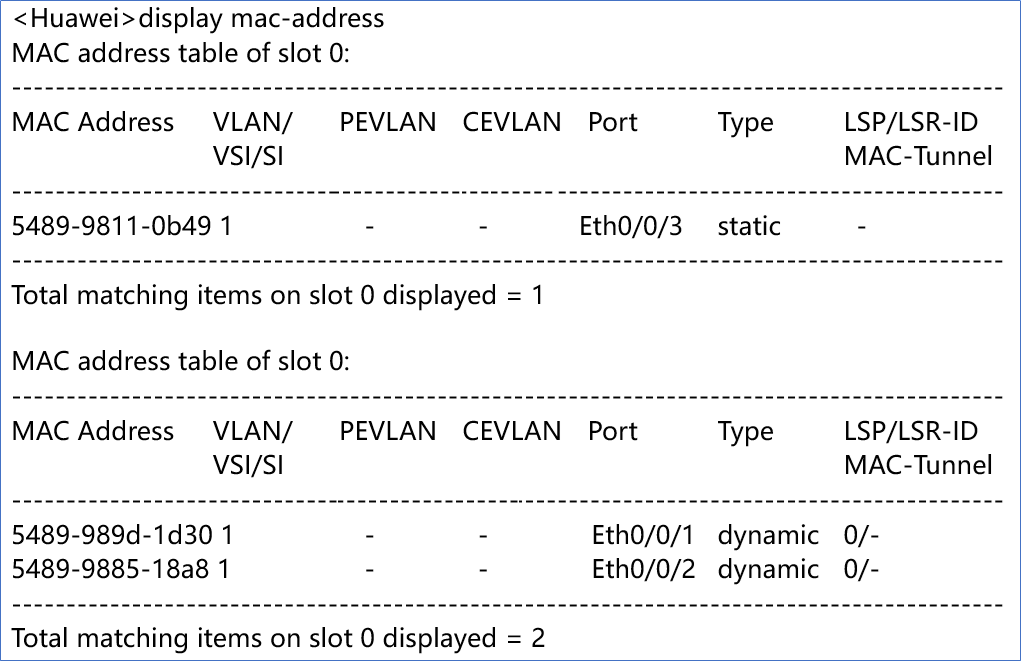 <Huawei>display mac-address
MAC address table of slot 0:
-------------------------------------------------------------------------------
MAC Address VLAN/ PEVLAN CEVLAN Port Type LSP/LSR-ID
VSI/SI MAC-Tunnel
-------------------------------------------------------------------------------
5489-9811-0b49 1 - - Eth0/0/3 static -
-------------------------------------------------------------------------------
Total matching items on slot 0 displayed = 1
MAC address table of slot 0:
-------------------------------------------------------------------------------
MAC Address VLAN/ PEVLAN CEVLAN Port Type LSP/LSR-ID
VSI/SI MAC-Tunnel
-------------------------------------------------------------------------------
5489-989d-1d30 1 - - Eth0/0/1 dynamic 0/-
5489-9885-18a8 1 - - Eth0/0/2 dynamic 0/-
-------------------------------------------------------------------------------
Total matching items on slot 0 displayed = 2